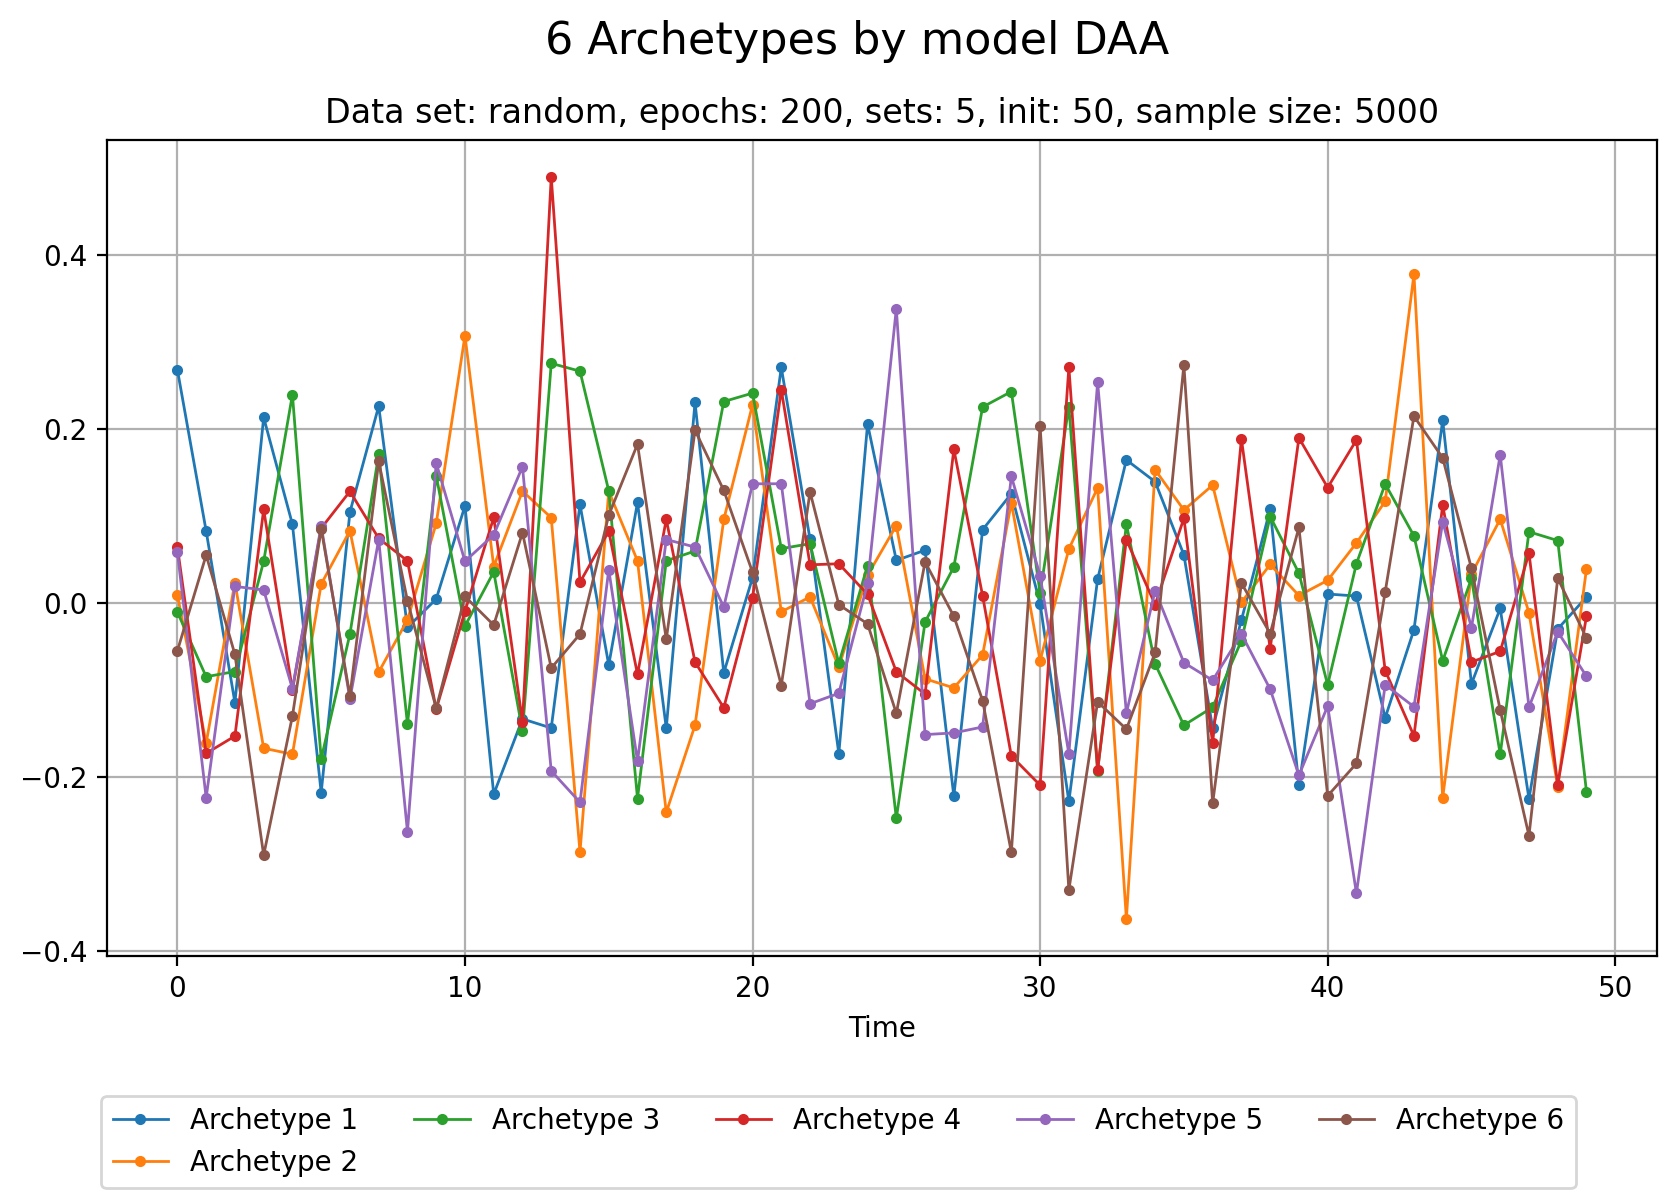 6 Archetypes by model DAA
Data set: random, epochs: 200, sets: 5, init: 50, sample size: 5000
0.4
0.2
0.0
−0.2
−0.4
0 10 20 30 40 50
Time
Archetype 1 Archetype 3 Archetype 4 Archetype 5 Archetype 6
Archetype 2